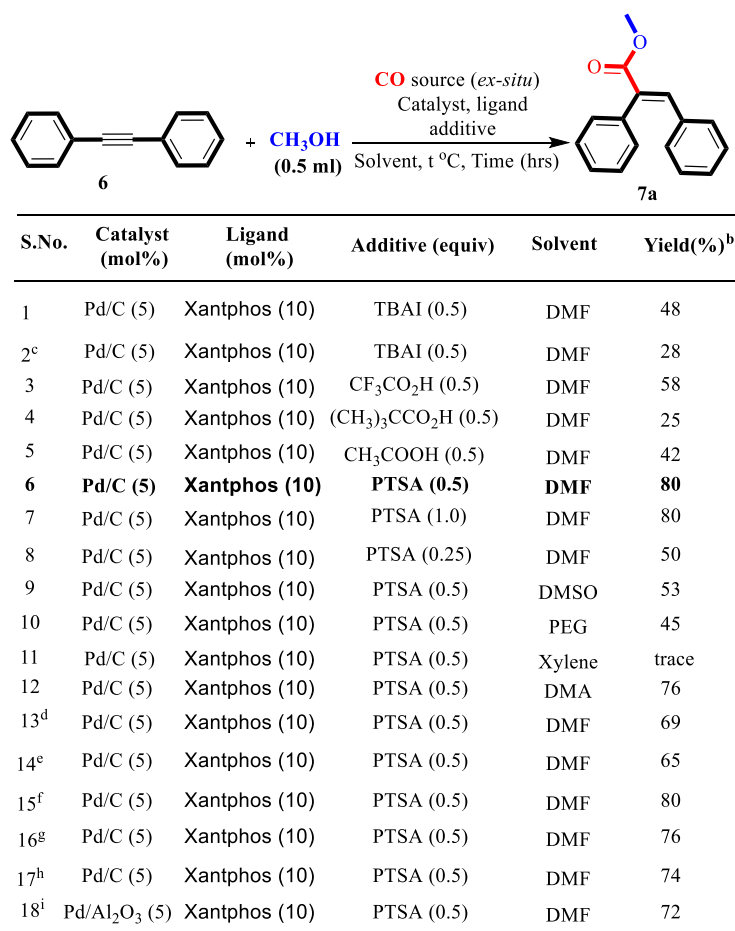 CO source (ex-situ)
Catalyst, ligand
additive
Solvent, t °C, Time (hrs)
+ CH₃OH
(0.5 ml)
O
O
6
7a
S.No. Catalyst (mol%) Ligand (mol%) Additive (equiv) Solvent Yield(%)ᵇ
1 Pd/C (5) Xantphos (10) TBAI (0.5) DMF 48
2ᶜ Pd/C (5) Xantphos (10) TBAI (0.5) DMF 28
3 Pd/C (5) Xantphos (10) CF₃CO₂H (0.5) DMF 58
4 Pd/C (5) Xantphos (10) (CH₃)₃CCO₂H (0.5) DMF 25
5 Pd/C (5) Xantphos (10) CH₃COOH (0.5) DMF 42
6 Pd/C (5) Xantphos (10) PTSA (0.5) DMF 80
7 Pd/C (5) Xantphos (10) PTSA (1.0) DMF 80
8 Pd/C (5) Xantphos (10) PTSA (0.25) DMF 50
9 Pd/C (5) Xantphos (10) PTSA (0.5) DMSO 53
10 Pd/C (5) Xantphos (10) PTSA (0.5) PEG 45
11 Pd/C (5) Xantphos (10) PTSA (0.5) Xylene trace
12 Pd/C (5) Xantphos (10) PTSA (0.5) DMA 76
13ᵈ Pd/C (5) Xantphos (10) PTSA (0.5) DMF 69
14ᵉ Pd/C (5) Xantphos (10) PTSA (0.5) DMF 65
15ᶠ Pd/C (5) Xantphos (10) PTSA (0.5) DMF 80
16ᵍ Pd/C (5) Xantphos (10) PTSA (0.5) DMF 76
17ʰ Pd/C (5) Xantphos (10) PTSA (0.5) DMF 74
18ⁱ Pd/Al₂O₃ (5) Xantphos (10) PTSA (0.5) DMF 72